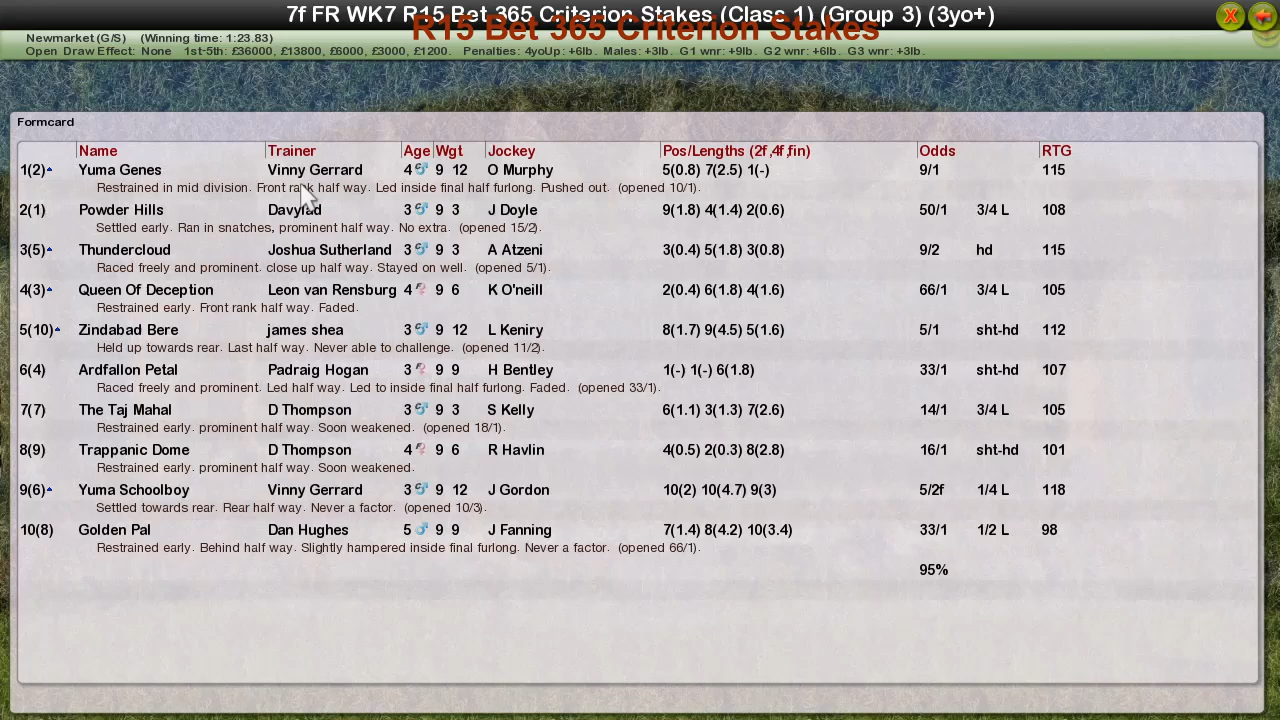 7f FR WK7 R15 Bet 365 Criterion Stakes (Class 1) (Group 3) (3yo+)
R15 Bet 365 Criterion Stakes
Newmarket (G/S) (Winning time: 1:23.83)
Open Draw Effect: None 1st-5th: £36000, £13800, £6000, £3000, £1200. Penalties: 4yoUp: +6lb. Males: +3lb. G1 wnr: +9lb. G2 wnr: +6lb. G3 wnr: +3lb.
Formcard
Name Trainer Age Wgt Jockey Pos/Lengths (2f,4f,fin) Odds RTG
1(2) Yuma Genes Vinny Gerrard 4 9 12 O Murphy 5(0.8) 7(2.5) 1(-) 9/1 115
Restrained in mid division. Front rank half way. Led inside final half furlong. Pushed out. (opened 10/1).
2(1) Powder Hills Davylad 3 9 3 J Doyle 9(1.8) 4(1.4) 2(0.6) 50/1 3/4 L 108
Settled early. Ran in snatches, prominent half way. No extra. (opened 15/2).
3(5) Thundercloud Joshua Sutherland 3 9 3 A Atzeni 3(0.4) 5(1.8) 3(0.8) 9/2 hd 115
Raced freely and prominent. close up half way. Stayed on well. (opened 5/1).
4(3) Queen Of Deception Leon van Rensburg 4 9 6 K O'neill 2(0.4) 6(1.8) 4(1.6) 66/1 3/4 L 105
Restrained early. Front rank half way. Faded.
5(10) Zindabad Bere james shea 3 9 12 L Keniry 8(1.7) 9(4.5) 5(1.6) 5/1 sht-hd 112
Held up towards rear. Last half way. Never able to challenge. (opened 11/2).
6(4) Ardfallon Petal Padraig Hogan 3 9 9 H Bentley 1(-) 1(-) 6(1.8) 33/1 sht-hd 107
Raced freely and prominent. Led half way. Led to inside final half furlong. Faded. (opened 33/1).
7(7) The Taj Mahal D Thompson 3 9 3 S Kelly 6(1.1) 3(1.3) 7(2.6) 14/1 3/4 L 105
Restrained early. prominent half way. Soon weakened. (opened 18/1).
8(9) Trappanic Dome D Thompson 4 9 6 R Havlin 4(0.5) 2(0.3) 8(2.8) 16/1 sht-hd 101
Restrained early. prominent half way. Soon weakened.
9(6) Yuma Schoolboy Vinny Gerrard 3 9 12 J Gordon 10(2) 10(4.7) 9(3) 5/2f 1/4 L 118
Settled towards rear. Rear half way. Never a factor. (opened 10/3).
10(8) Golden Pal Dan Hughes 5 9 9 J Fanning 7(1.4) 8(4.2) 10(3.4) 33/1 1/2 L 98
Restrained early. Behind half way. Slightly hampered inside final furlong. Never a factor. (opened 66/1).
95%